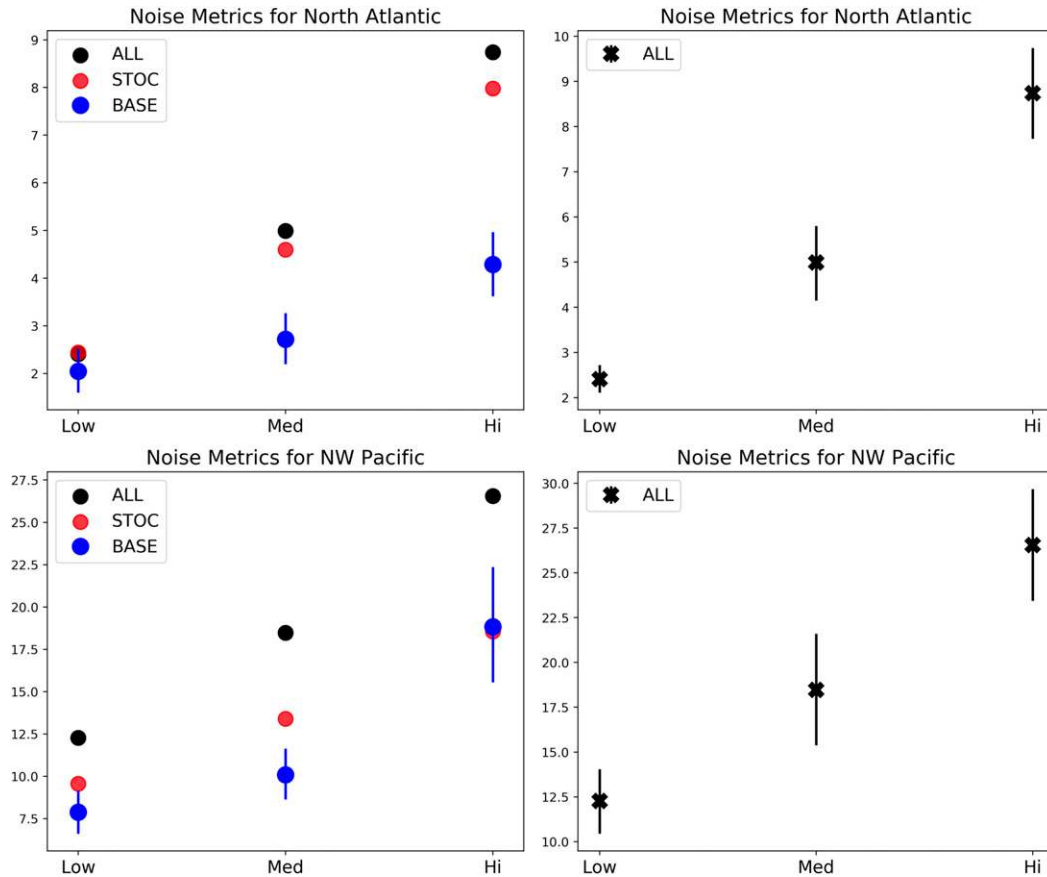 Noise Metrics for North Atlantic
9
8
7
6
5
4
3
2
ALL
STOC
BASE
Low Med Hi
Noise Metrics for North Atlantic
10
9
8
7
6
5
4
3
2
ALL
Low Med Hi
Noise Metrics for NW Pacific
27.5
25.0
22.5
20.0
17.5
15.0
12.5
10.0
7.5
ALL
STOC
BASE
Low Med Hi
Noise Metrics for NW Pacific
30.0
27.5
25.0
22.5
20.0
17.5
15.0
12.5
10.0
ALL
Low Med Hi